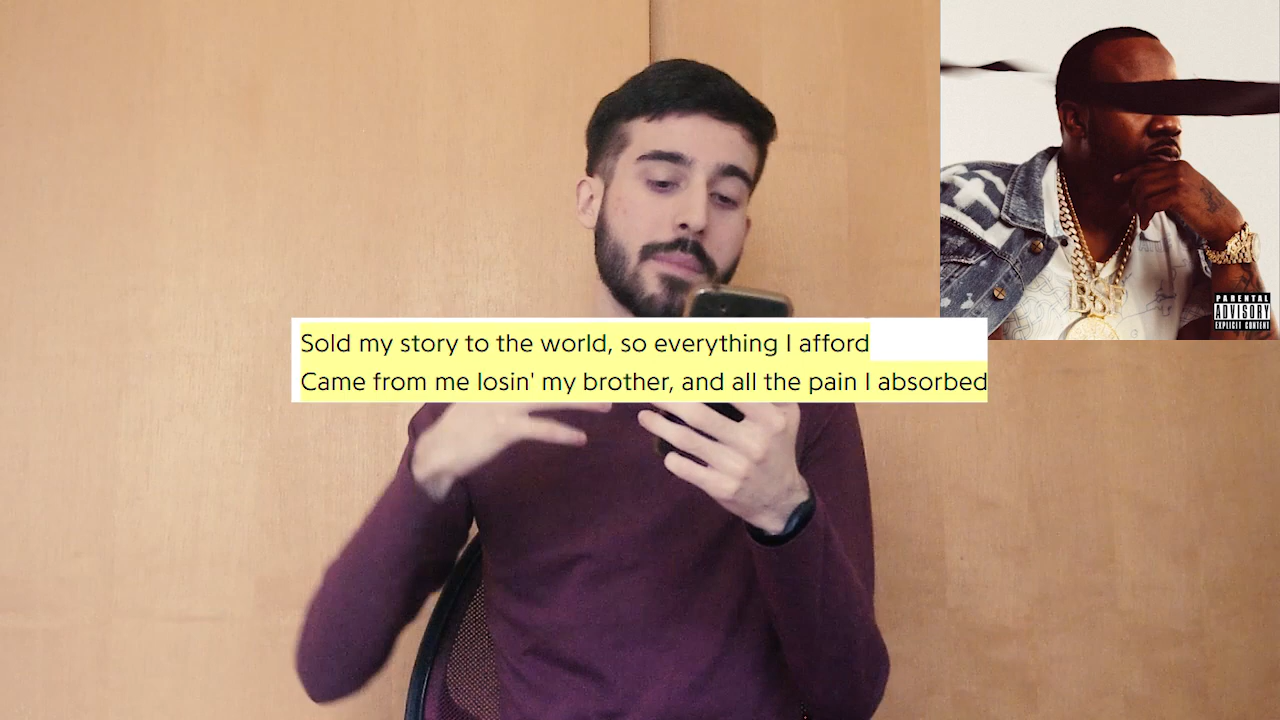 Sold my story to the world, so everything I afford
Came from me losin' my brother, and all the pain I absorbed
BSF
PARENTAL
ADVISORY
EXPLICIT CONTENT